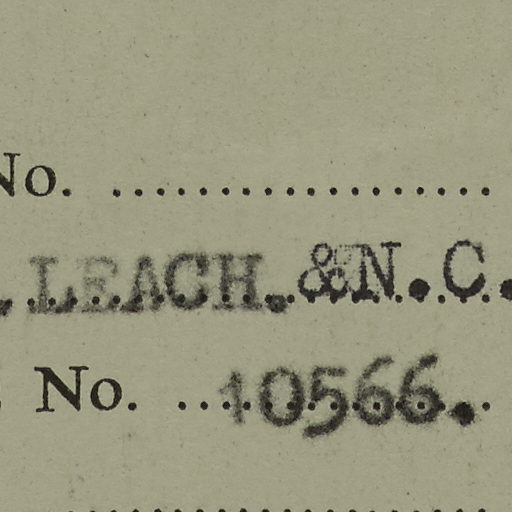 No. ..................
. LEACH. & N.C.
No. 10566.